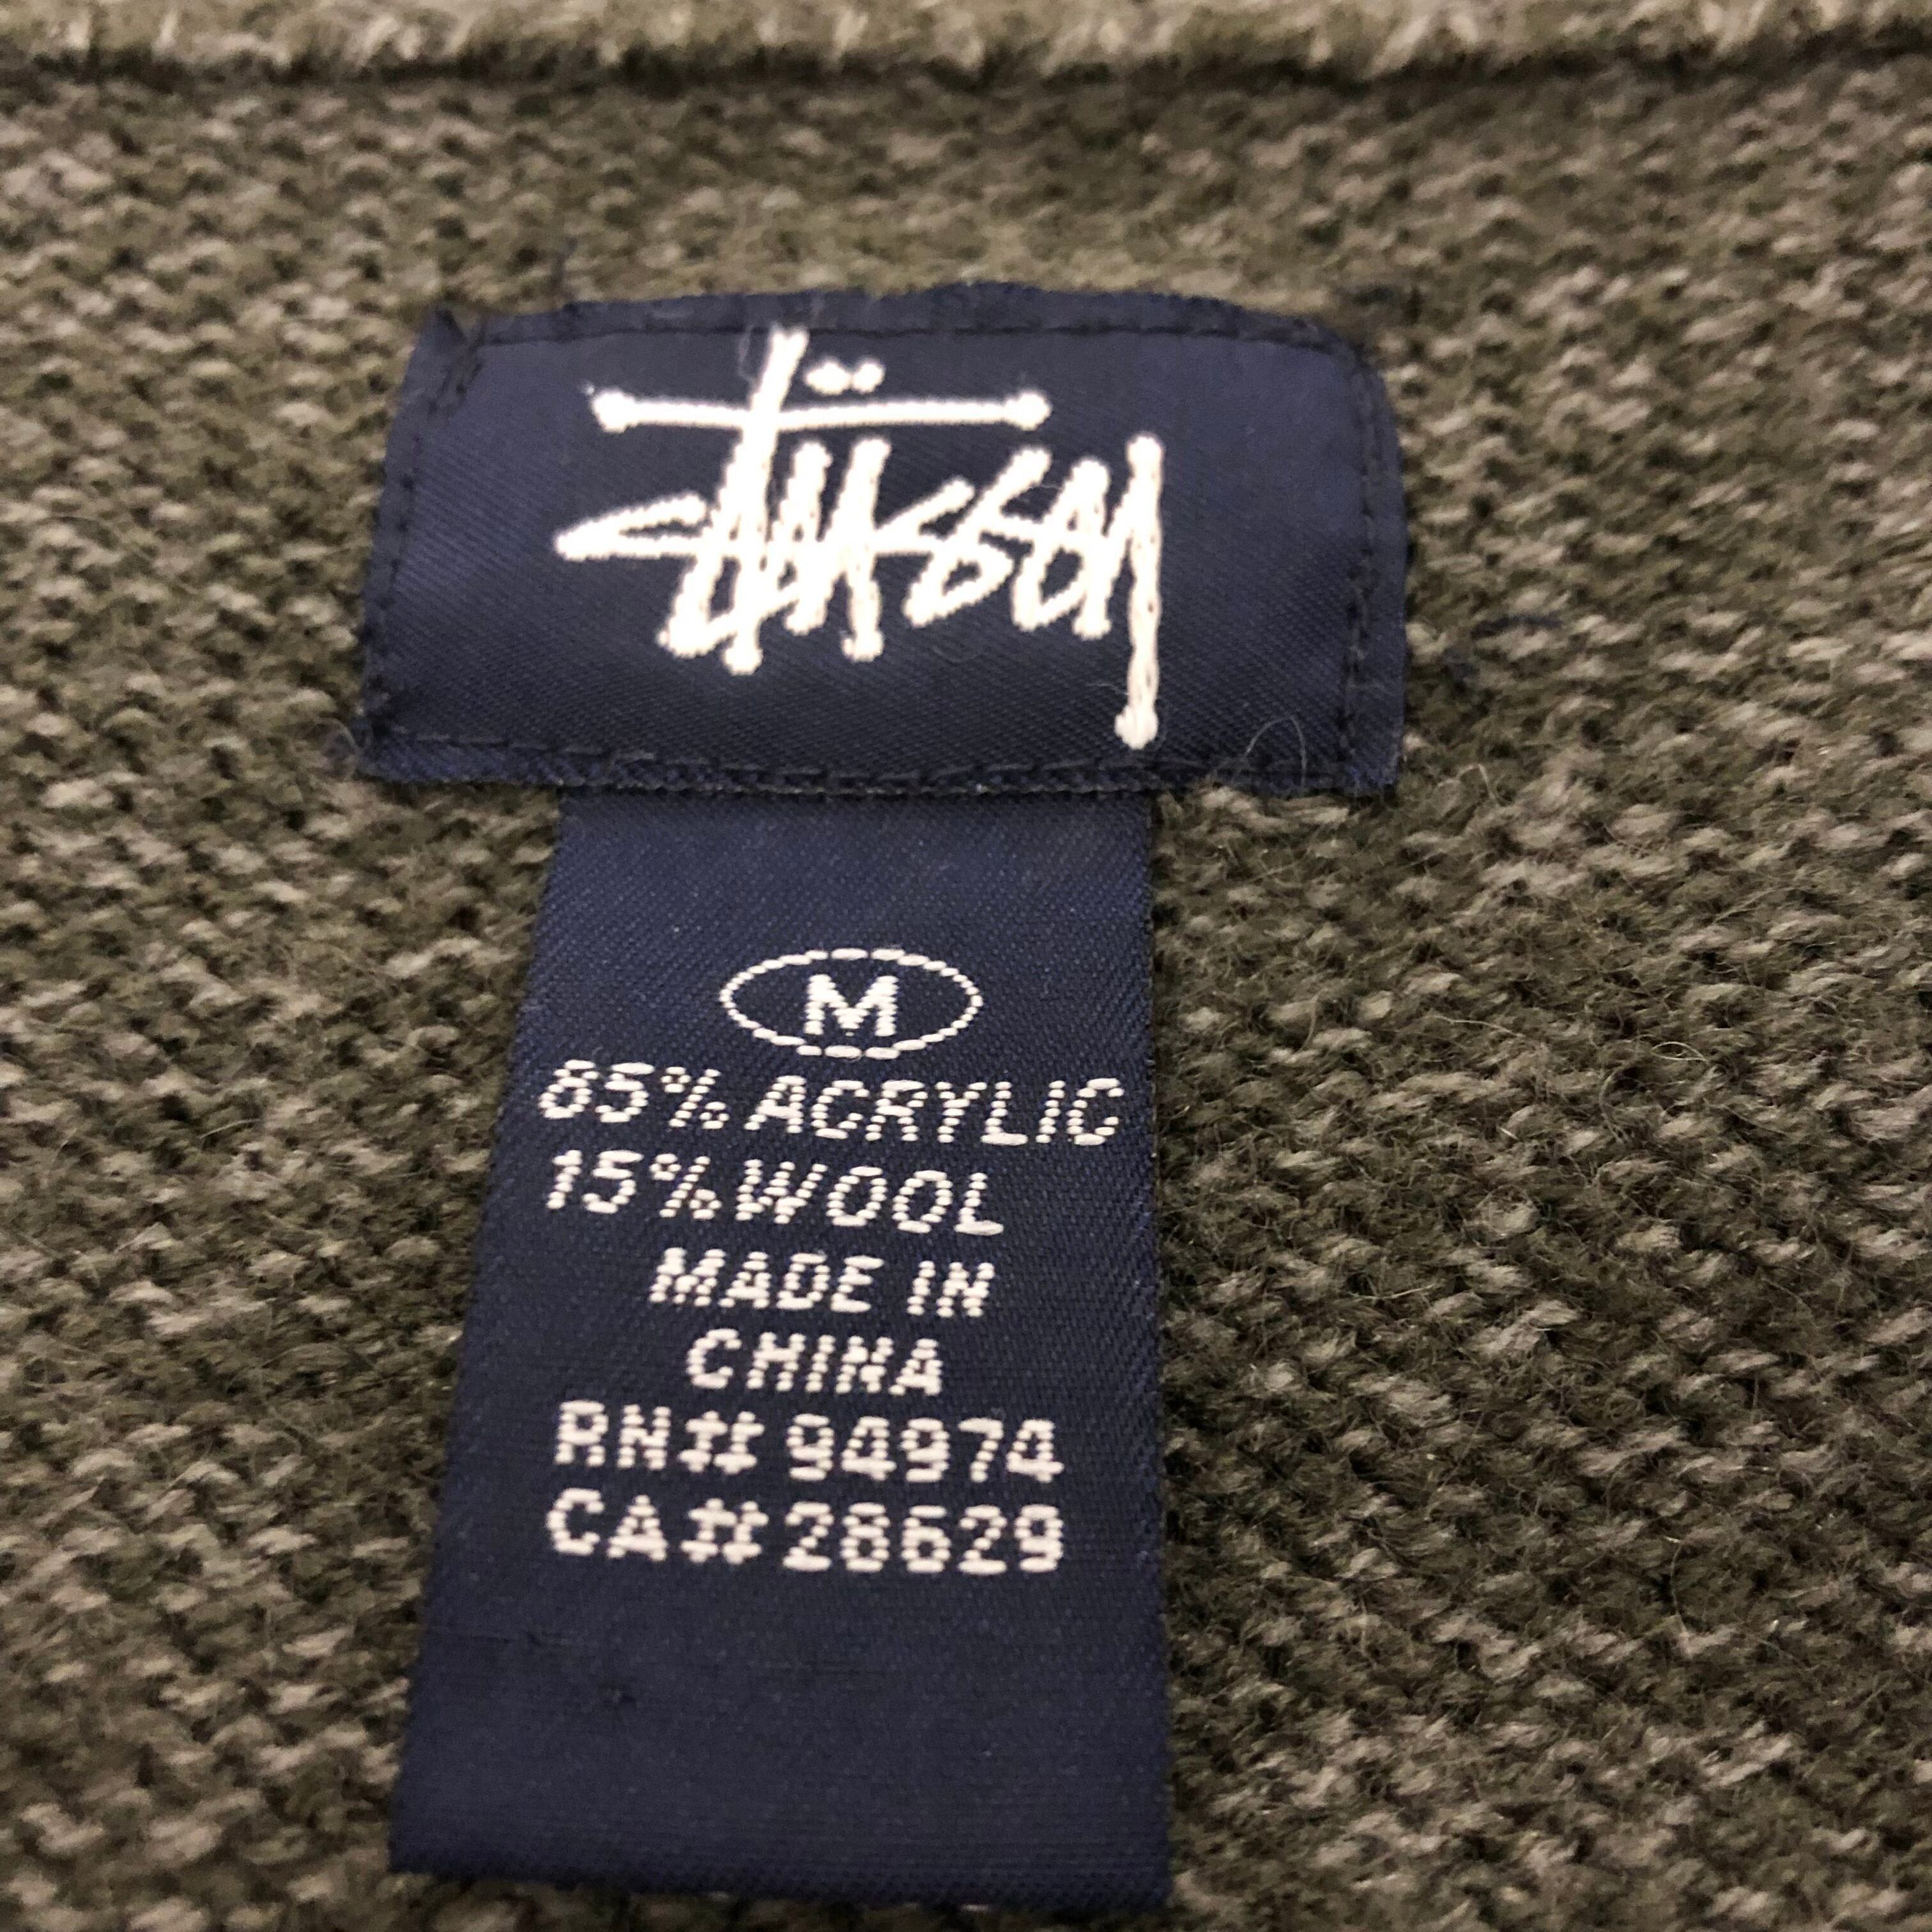 Stüssy
M
85% ACRYLIC
15% WOOL
MADE IN
CHINA
RN# 94974
CA# 28629